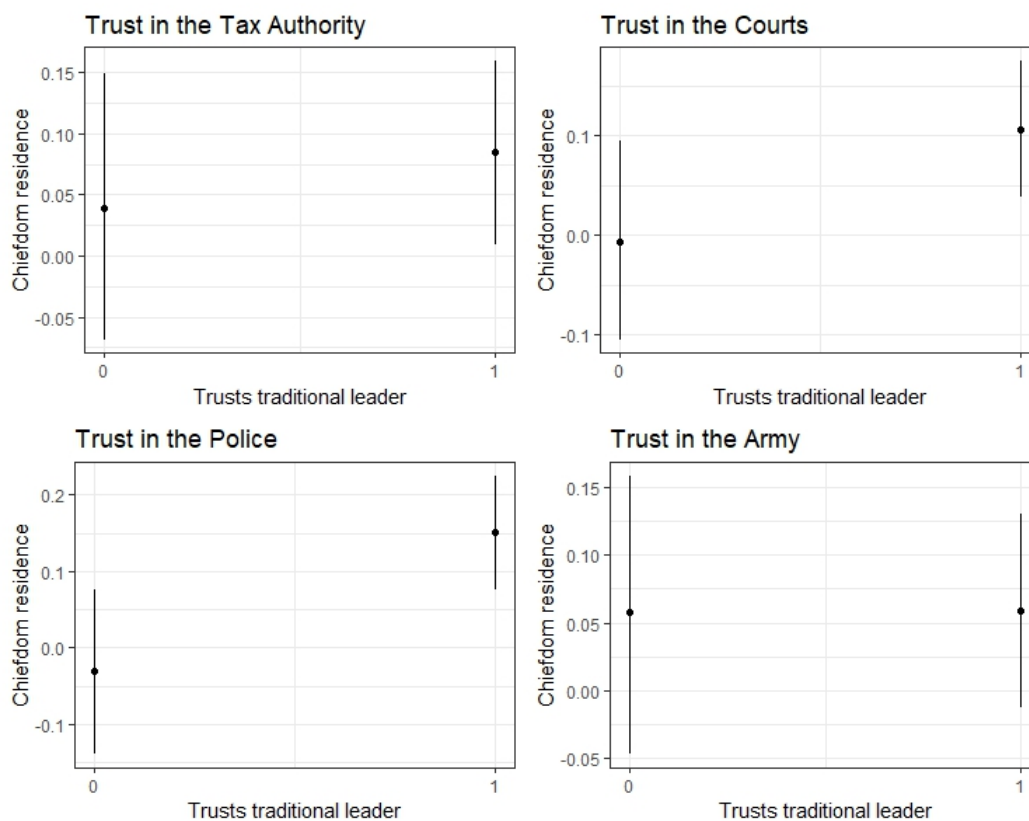 Trust in the Tax Authority
Chiefdom residence
0.15
0.10
0.05
0.00
-0.05
0
1
Trusts traditional leader
Trust in the Courts
Chiefdom residence
0.1
0.0
-0.1
0
1
Trusts traditional leader
Trust in the Police
Chiefdom residence
0.2
0.1
0.0
-0.1
0
1
Trusts traditional leader
Trust in the Army
Chiefdom residence
0.15
0.10
0.05
0.00
-0.05
0
1
Trusts traditional leader